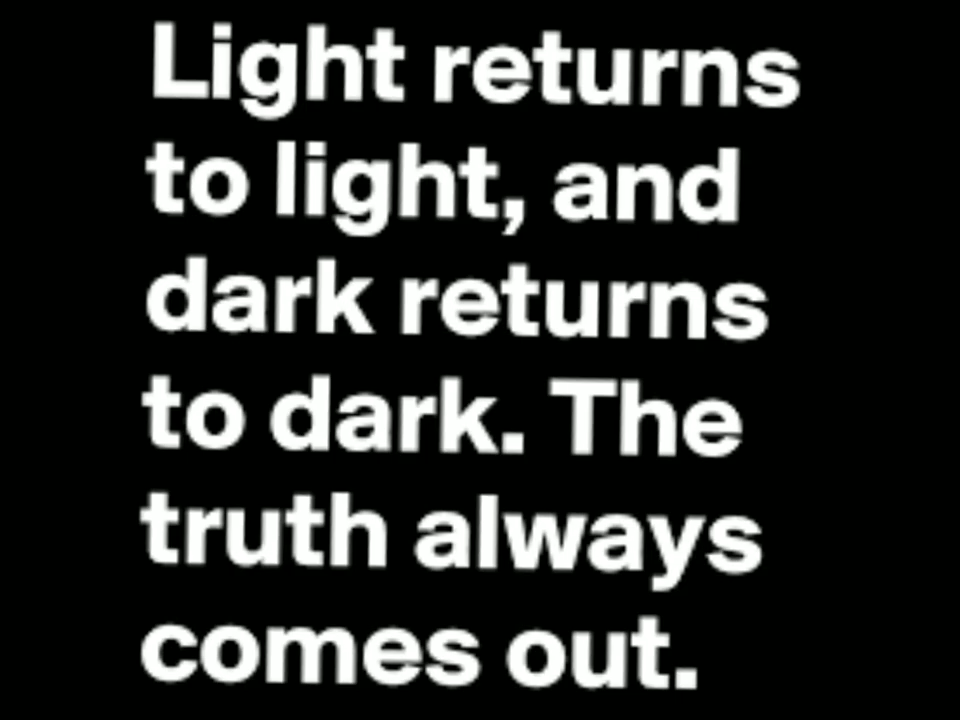 Light returns
to light, and
dark returns
to dark. The
truth always
comes out.